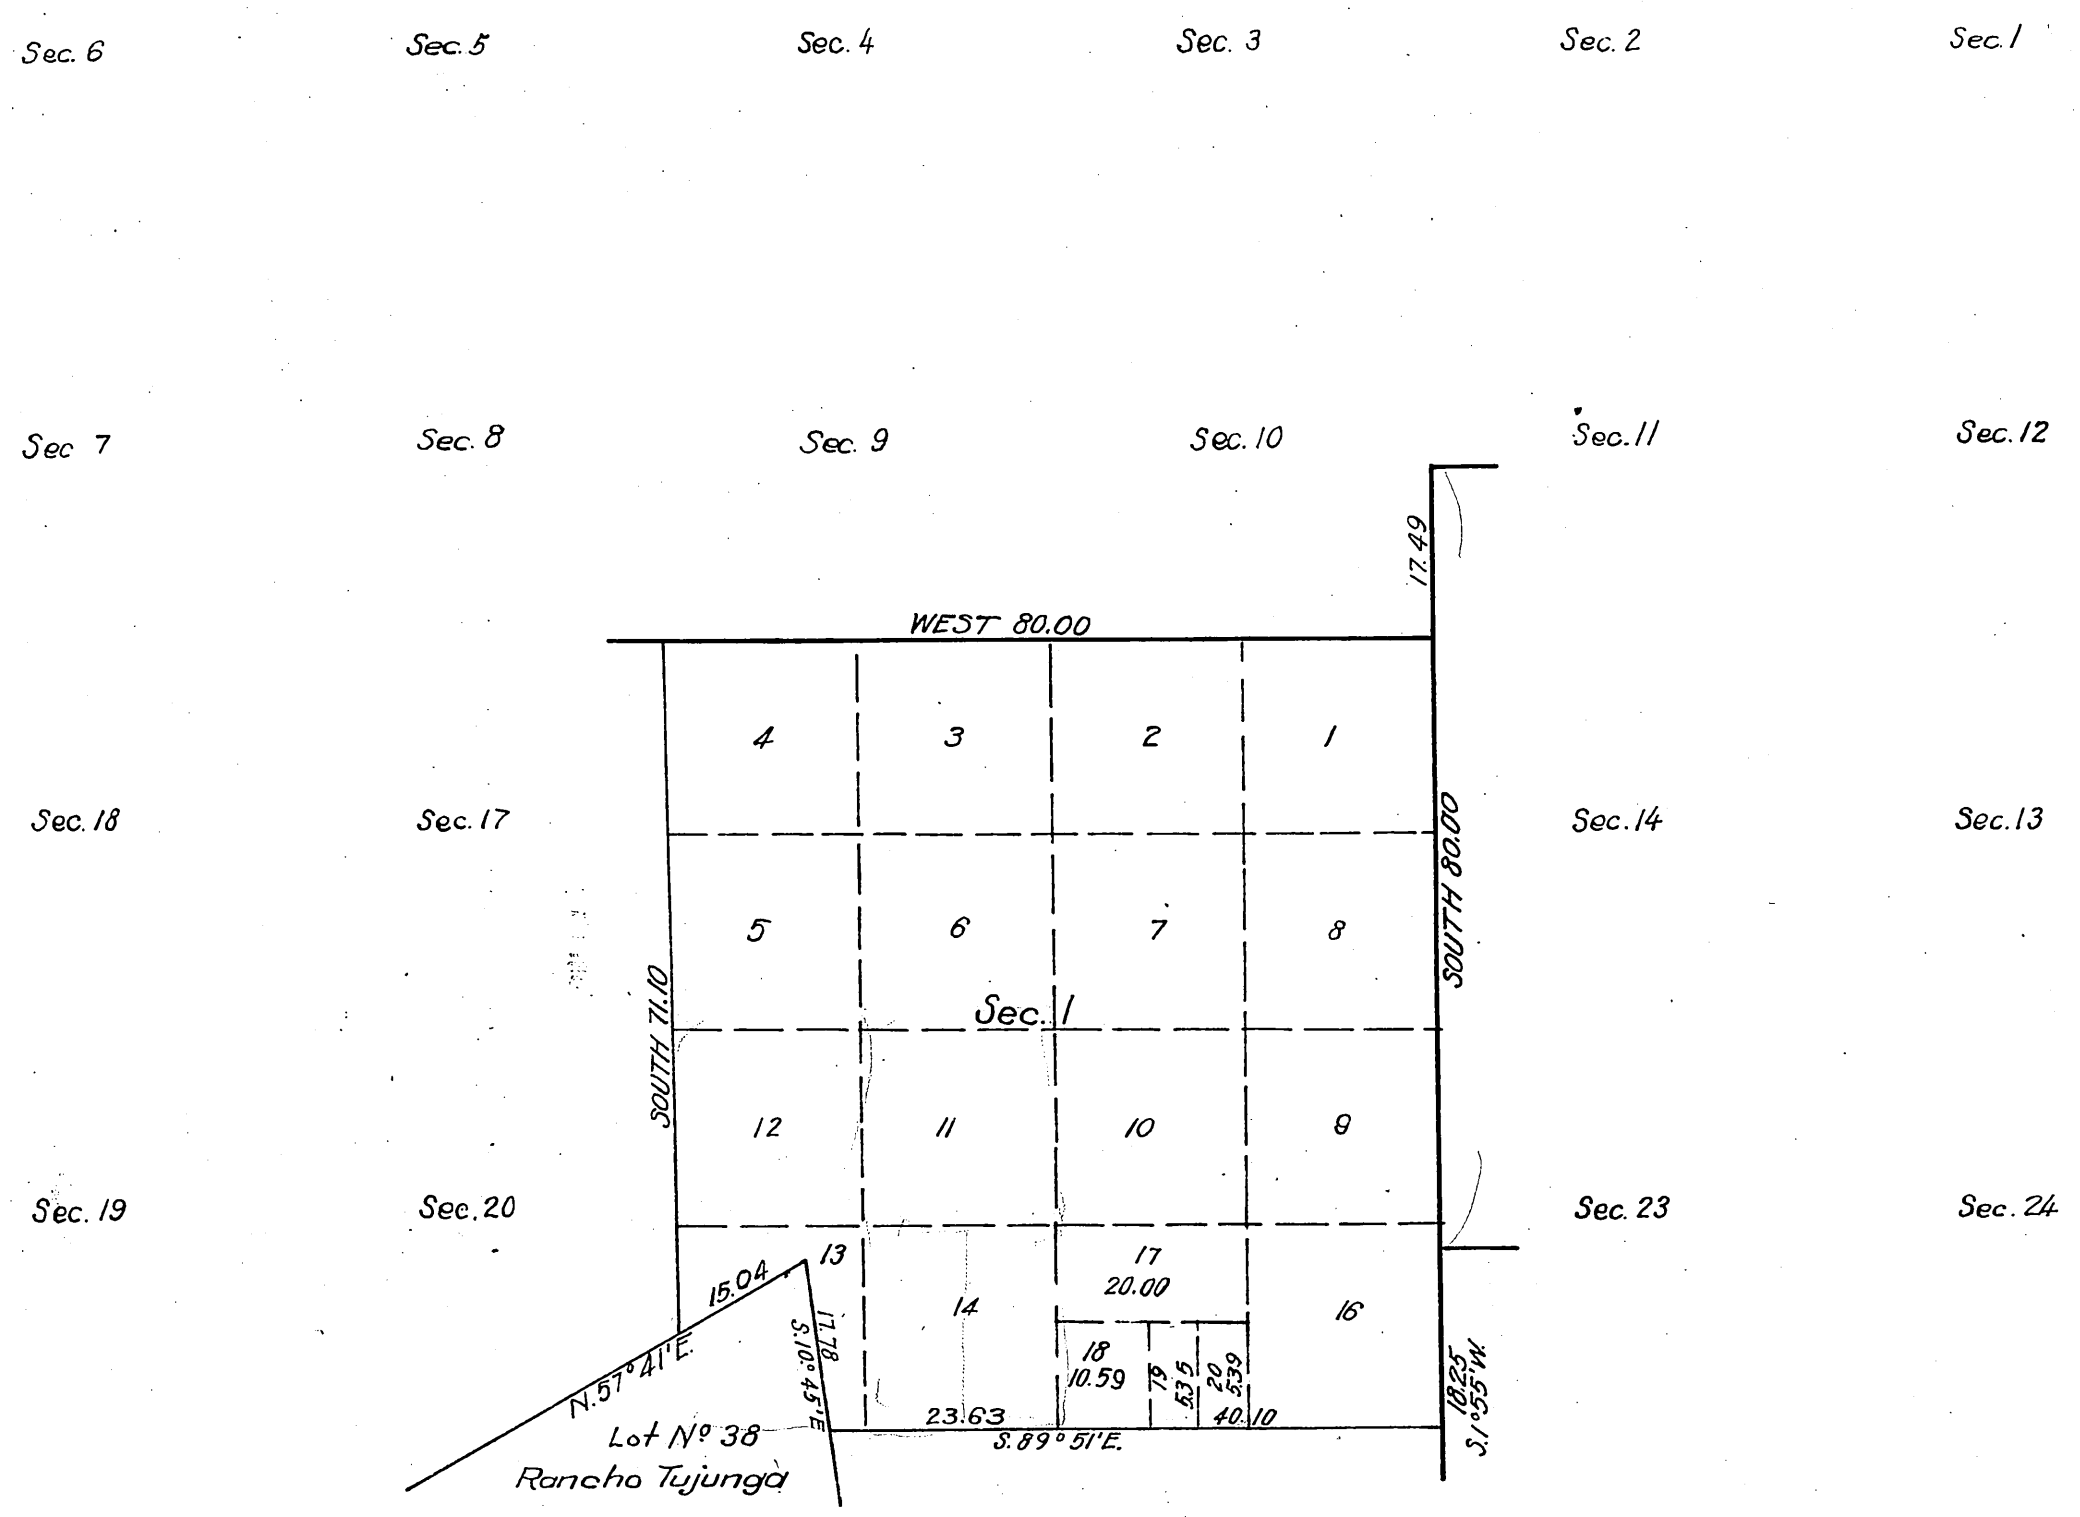 Sec. 6
Sec. 5
Sec. 4
Sec. 3
Sec. 2
Sec. 1
Sec 7
Sec. 8
Sec. 9
Sec. 10
Sec. 11
Sec. 12
17.49
WEST 80.00
4
3
2
1
Sec. 18
Sec. 17
Sec. 14
Sec. 13
SOUTH 80.00
5
6
7
8
Sec. 1
SOUTH 71.10
12
11
10
9
Sec. 19
Sec. 20
Sec. 23
Sec. 24
13
17
20.00
15.04
14
16
17.78
S. 10° 45' E
N. 57° 41' E.
18
10.59
19
5.35
20
5.39
18.25
S. 1° 55' W.
23.63
40.10
S. 89° 51' E.
Lot Nº 38
Rancho Tujungà